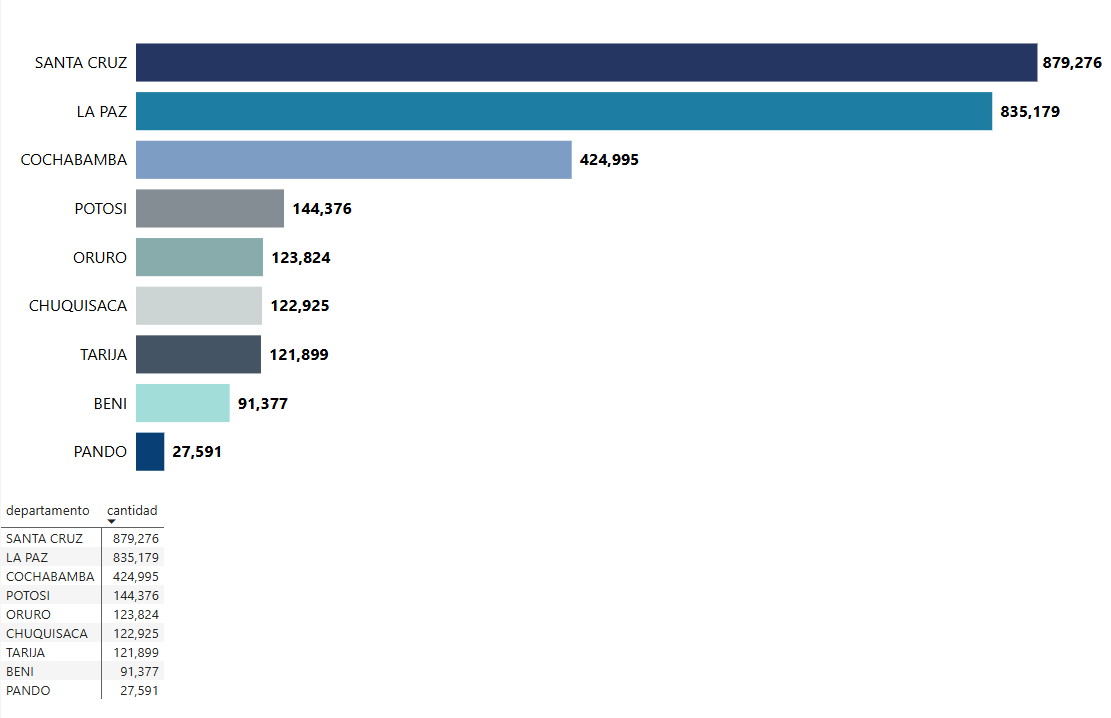 SANTA CRUZ 879,276
LA PAZ 835,179
COCHABAMBA 424,995
POTOSI 144,376
ORURO 123,824
CHUQUISACA 122,925
TARIJA 121,899
BENI 91,377
PANDO 27,591
departamento cantidad
SANTA CRUZ 879,276
LA PAZ 835,179
COCHABAMBA 424,995
POTOSI 144,376
ORURO 123,824
CHUQUISACA 122,925
TARIJA 121,899
BENI 91,377
PANDO 27,591